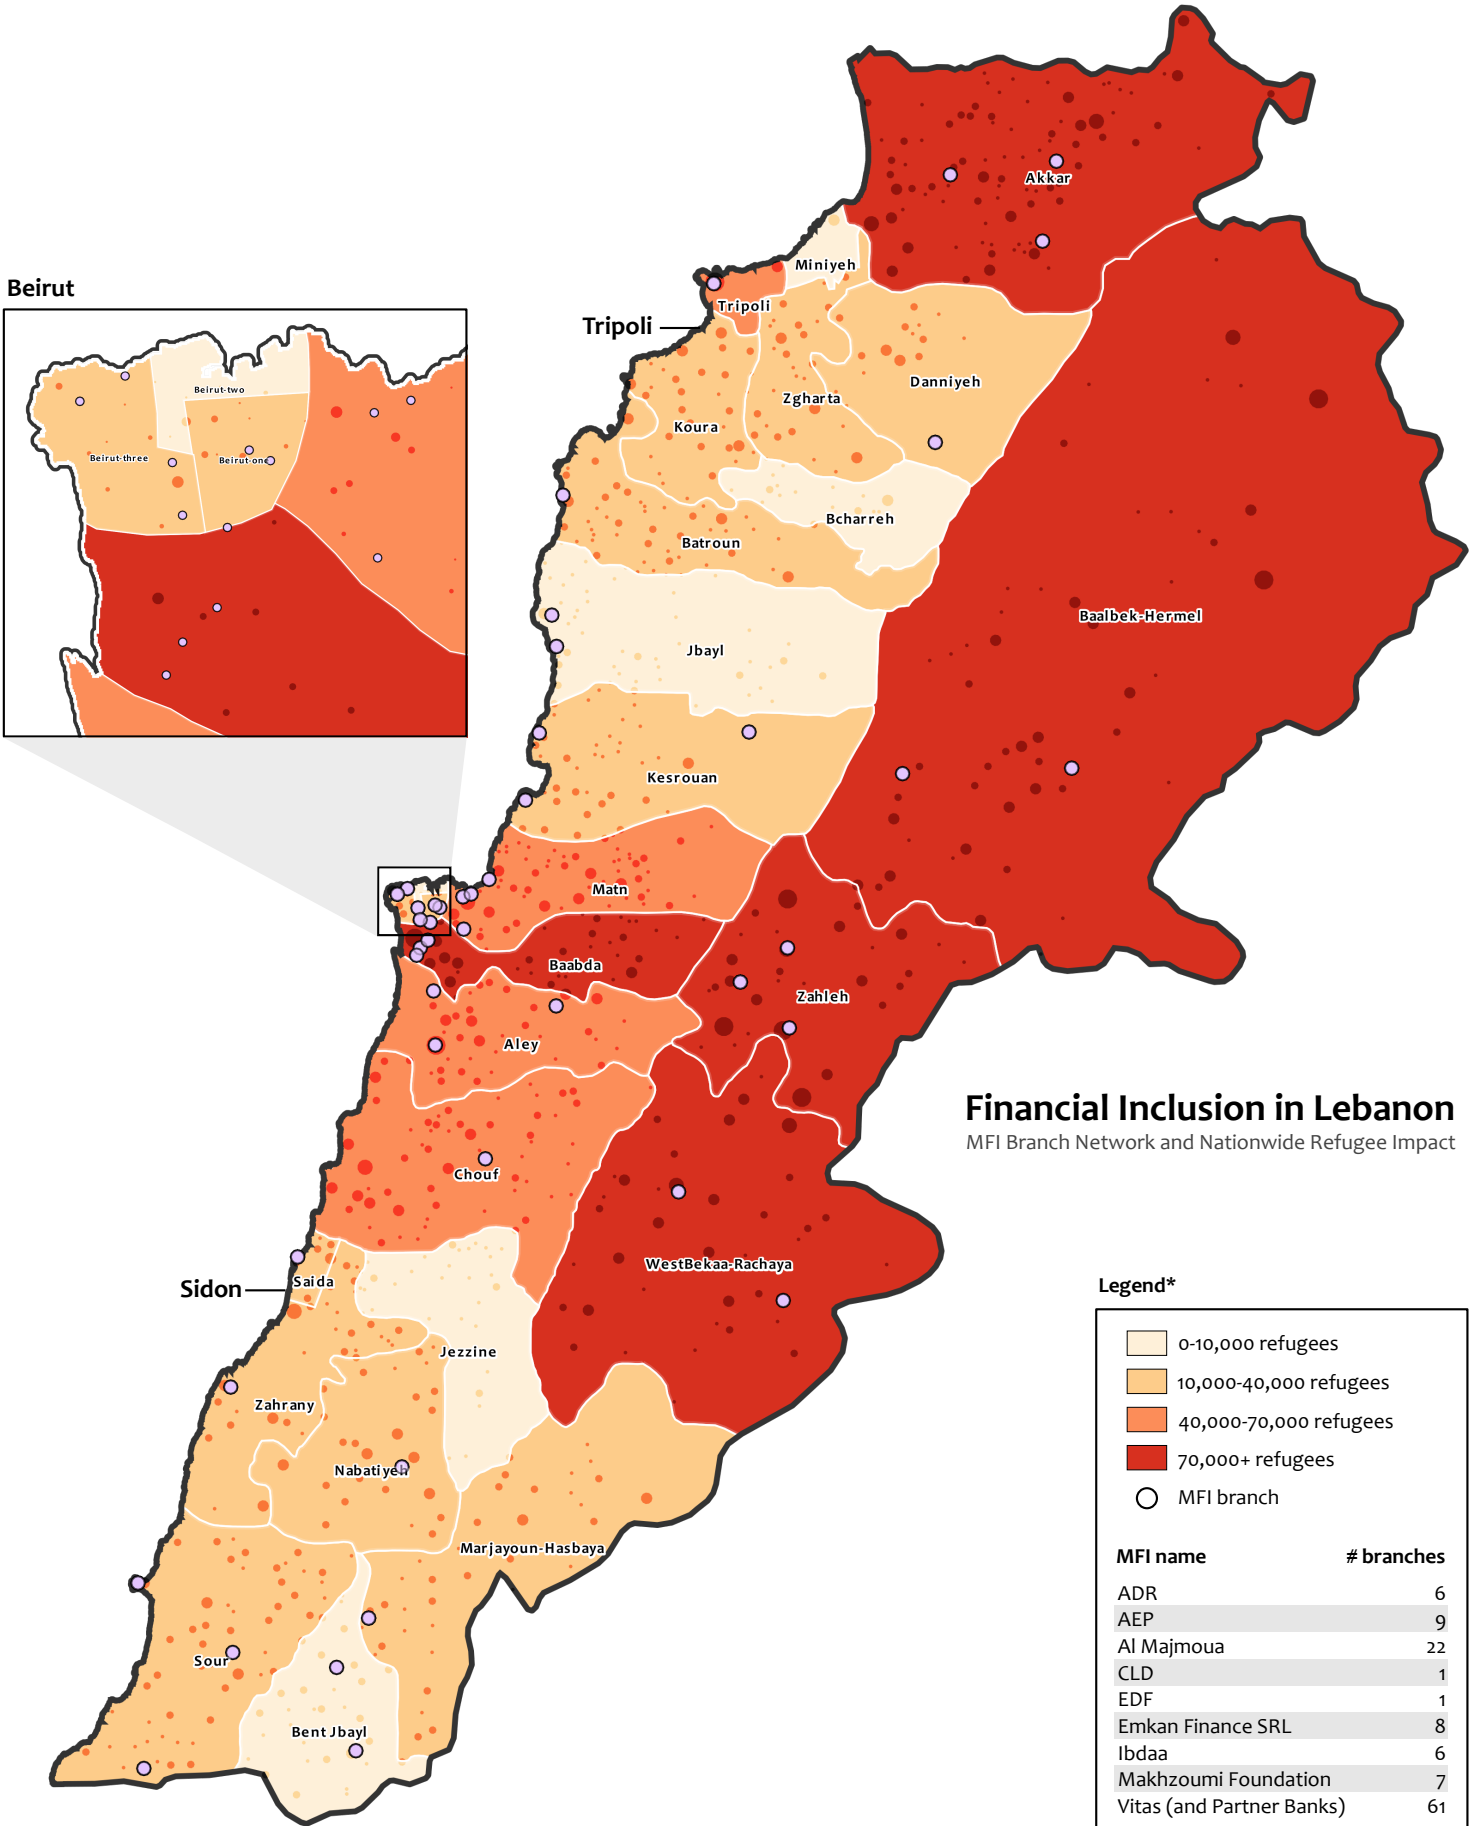 Akkar
Miniyeh
Beirut
Tripoli
Tripoli
Danniyeh
Beirut-two
Zgharta
Koura
Beirut-three
Beirut-one
Bcharreh
Batroun
Baalbek-Hermel
Jbayl
Kesrouan
Matn
Baabda
Zahleh
Aley
Financial Inclusion in Lebanon
MFI Branch Network and Nationwide Refugee Impact
Chouf
WestBekaa-Rachaya
Saida
Sidon
Jezzine
Zahrany
Nabatiyeh
Marjayoun-Hasbaya
Sour
Bent Jbayl
Legend*
0-10,000 refugees
10,000-40,000 refugees
40,000-70,000 refugees
70,000+ refugees
MFI branch
MFI name # branches
ADR 6
AEP 9
Al Majmoua 22
CLD 1
EDF 1
Emkan Finance SRL 8
Ibdaa 6
Makhzoumi Foundation 7
Vitas (and Partner Banks) 61